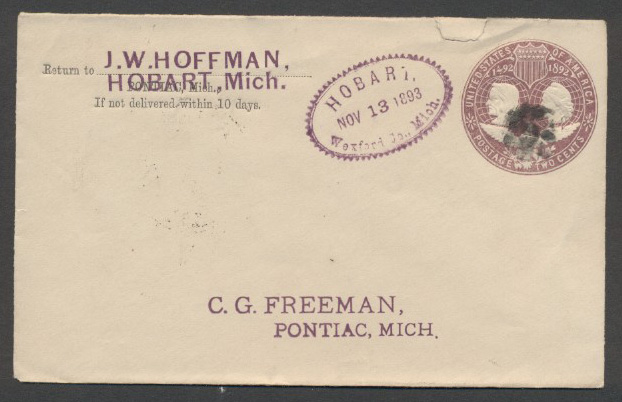 J.W.HOFFMAN,
Return to
HOBART, Mich.
PONTIAC, Mich.,
If not delivered within 10 days.
HOBART,
NOV 13 1893
Wexford Co., Mich.
UNITED STATES OF AMERICA
1492 1892
POSTAGE TWO CENTS
C. G. FREEMAN,
PONTIAC, MICH.